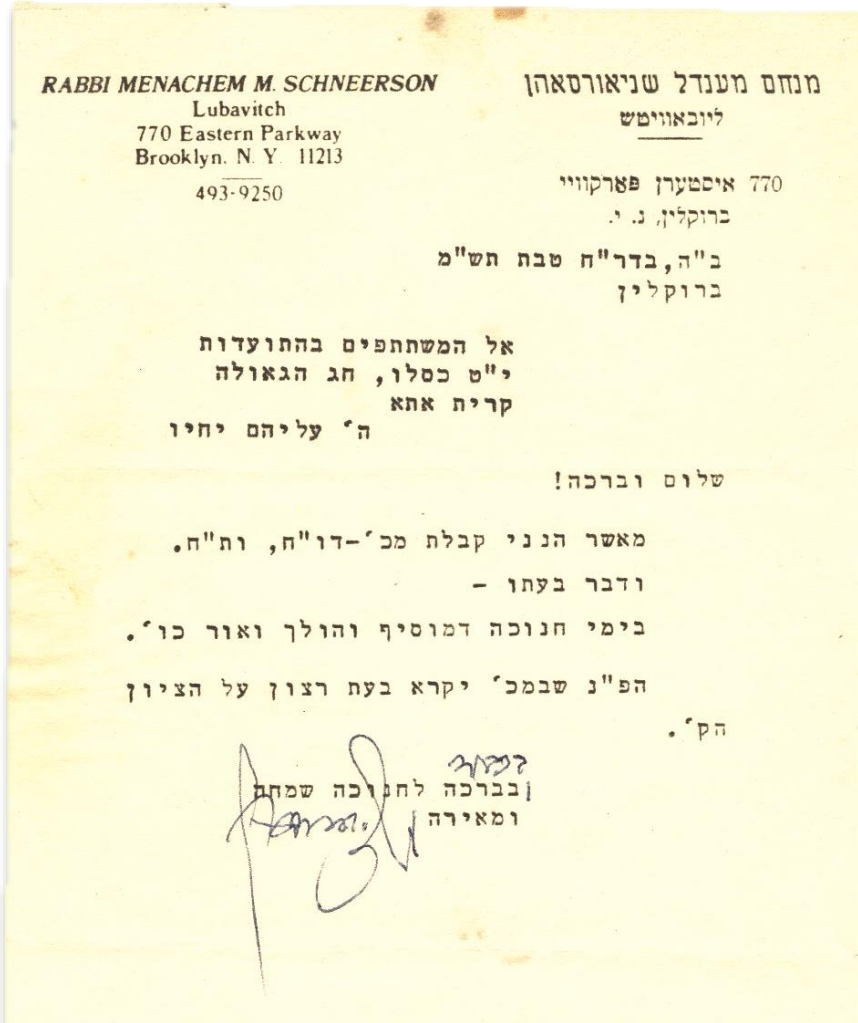 RABBI MENACHEM M. SCHNEERSON
Lubavitch
770 Eastern Parkway
Brooklyn, N. Y. 11213
493-9250
מנחם מענדל שניאורסאהן
ליובאוויטש
770 איסטערן פארקוויי
ברוקלין, נ. י.
ב"ה, בדר"ח טבת תש"מ
ברוקלין
אל המשתתפים בהתועדות
י"ט כסלו, חג הגאולה
קרית אתא
ה' עליהם יחיו
שלום וברכה!
מאשר הנני קבלת מכ'-דו"ח, ות"ח.
ודבר בעתו -
בימי חנוכה דמוסיף והולך ואור כו'.
הפ"נ שבמכ' יקרא בעת רצון על הציון
הק'.
בברכה לחנוכה שמחה
ומאירה